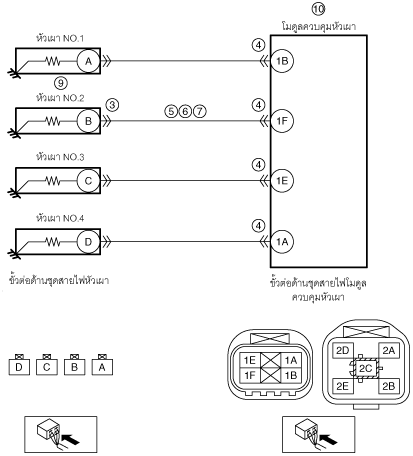 ⑩
โมดูลควบคุมหัวเผา
หัวเผา NO.1
A
④
1B
⑨
หัวเผา NO.2
B
③
⑤⑥⑦
④
1F
หัวเผา NO.3
C
④
1E
หัวเผา NO.4
D
④
1A
ขั้วต่อด้านชุดสายไฟหัวเผา
ขั้วต่อด้านชุดสายไฟโมดูล
ควบคุมหัวเผา
D C B A
1E 1A
1F 1B
2D 2A
2C
2E 2B